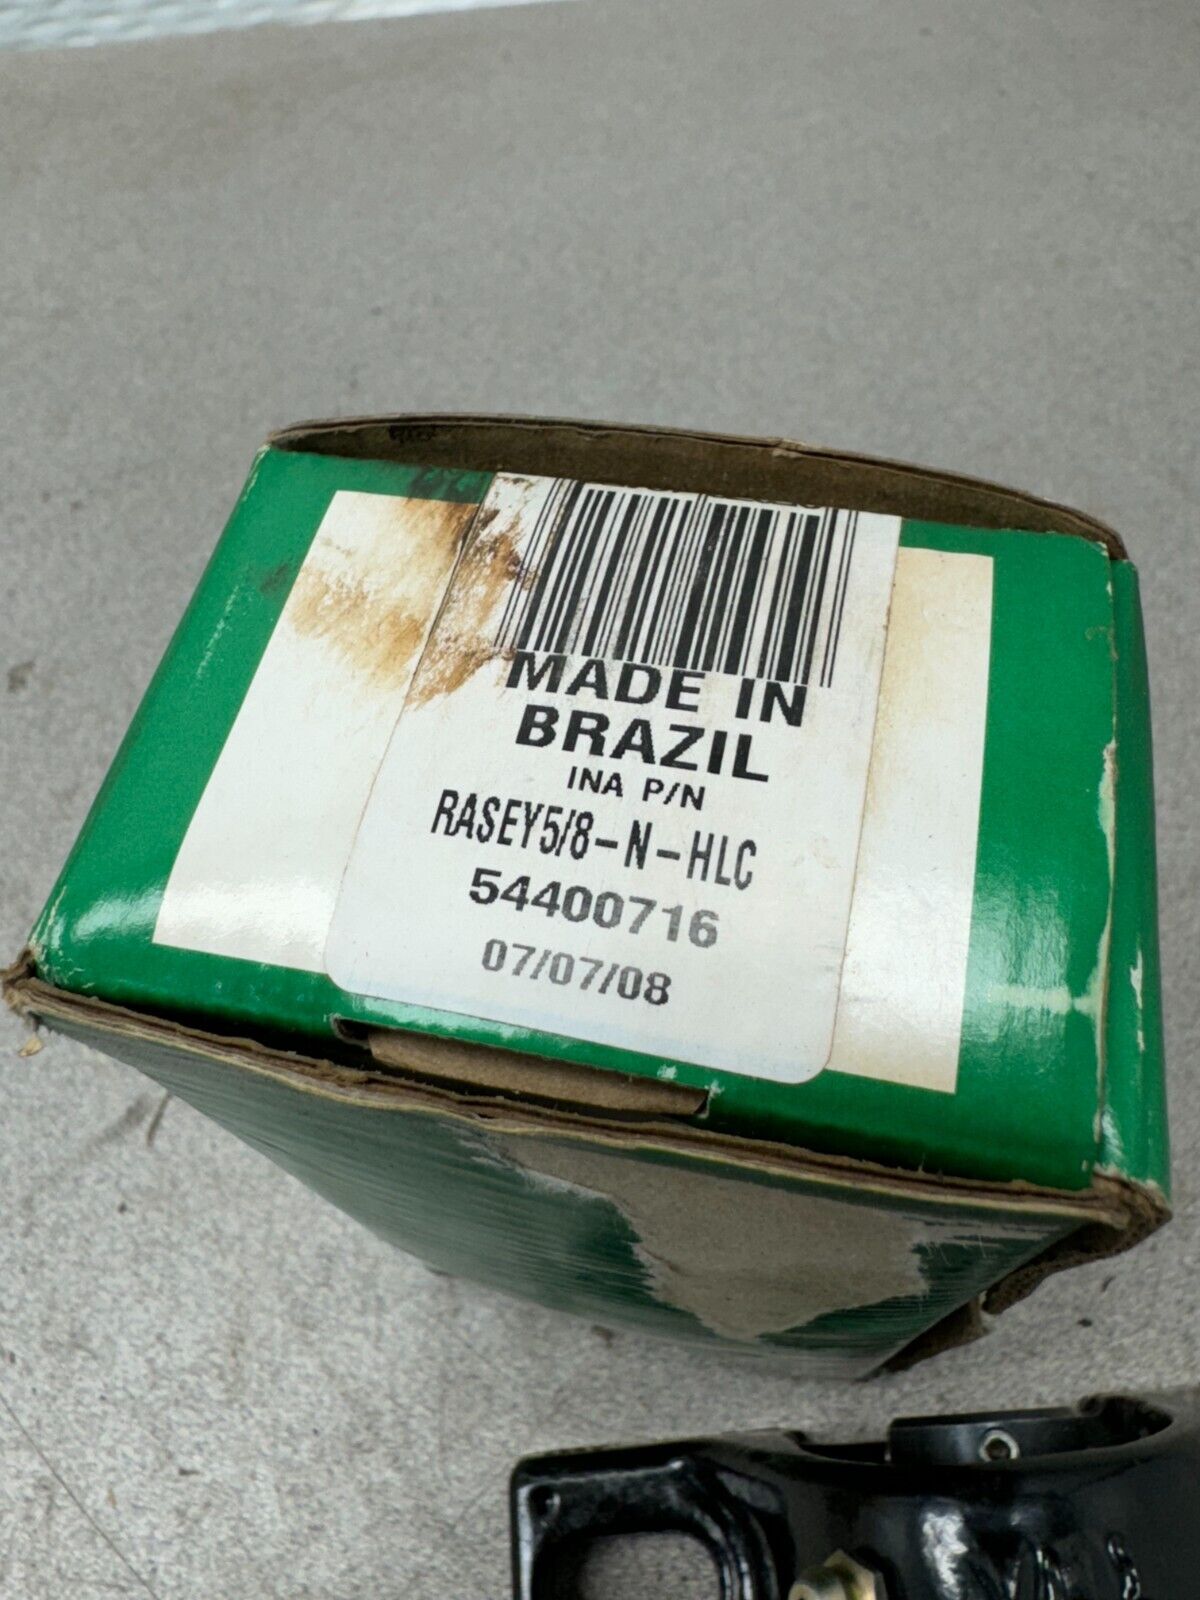 MADE IN
BRAZIL
INA P/N
RASEY5/8-N-HLC
54400716
07/07/08